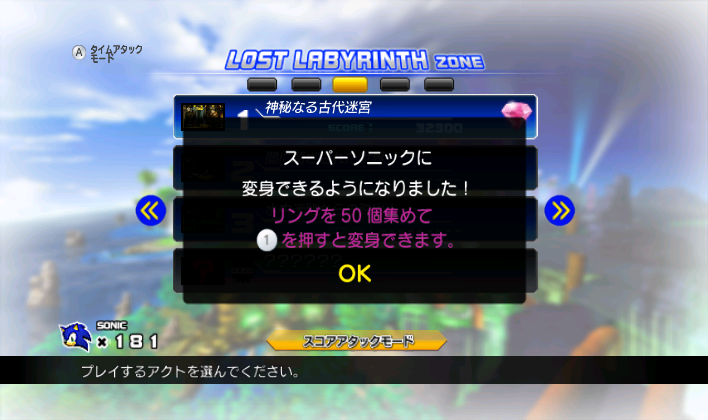 A タイムアタック
モード
LOST LABYRINTH ZONE
1 神秘なる古代迷宮
SCORE: 32300
スーパーソニックに
変身できるようになりました!
リングを50個集めて
1を押すと変身できます。
OK
SONIC
×181
スコアアタックモード
プレイするアクトを選んでください。